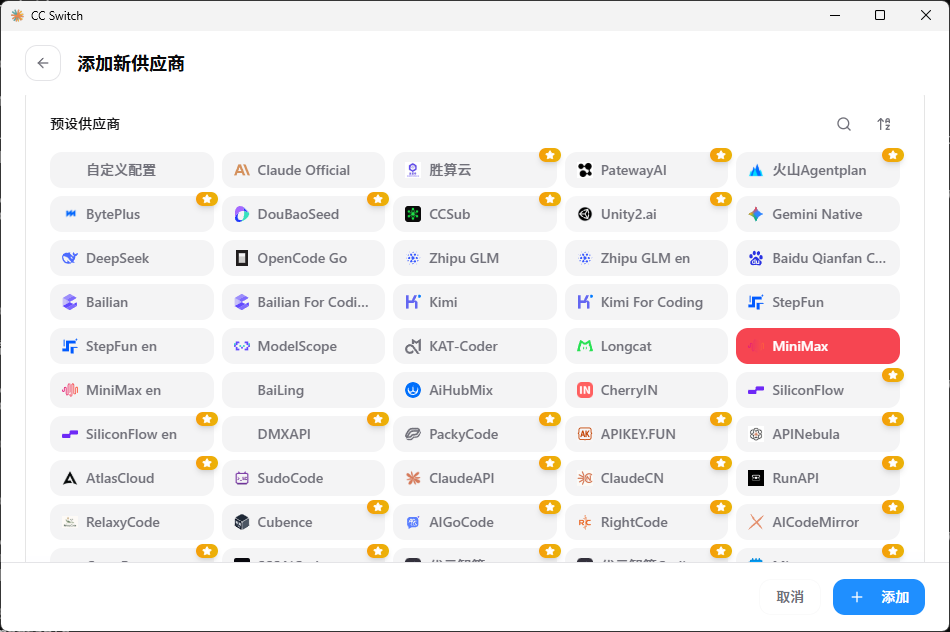 CC Switch
添加新供应商
预设供应商
自定义配置 Claude Official 胜算云 PatewayAI 火山Agentplan
BytePlus DouBaoSeed CCSub Unity2.ai Gemini Native
DeepSeek OpenCode Go Zhipu GLM Zhipu GLM en Baidu Qianfan C...
Bailian Bailian For Codi... Kimi Kimi For Coding StepFun
StepFun en ModelScope KAT-Coder Longcat MiniMax
MiniMax en BaiLing AiHubMix CherryIN SiliconFlow
SiliconFlow en DMXAPI PackyCode APIKEY.FUN APINebula
AtlasCloud SudoCode ClaudeAPI ClaudeCN RunAPI
RelaxyCode Cubence AIGoCode RightCode AICodeMirror
取消 添加